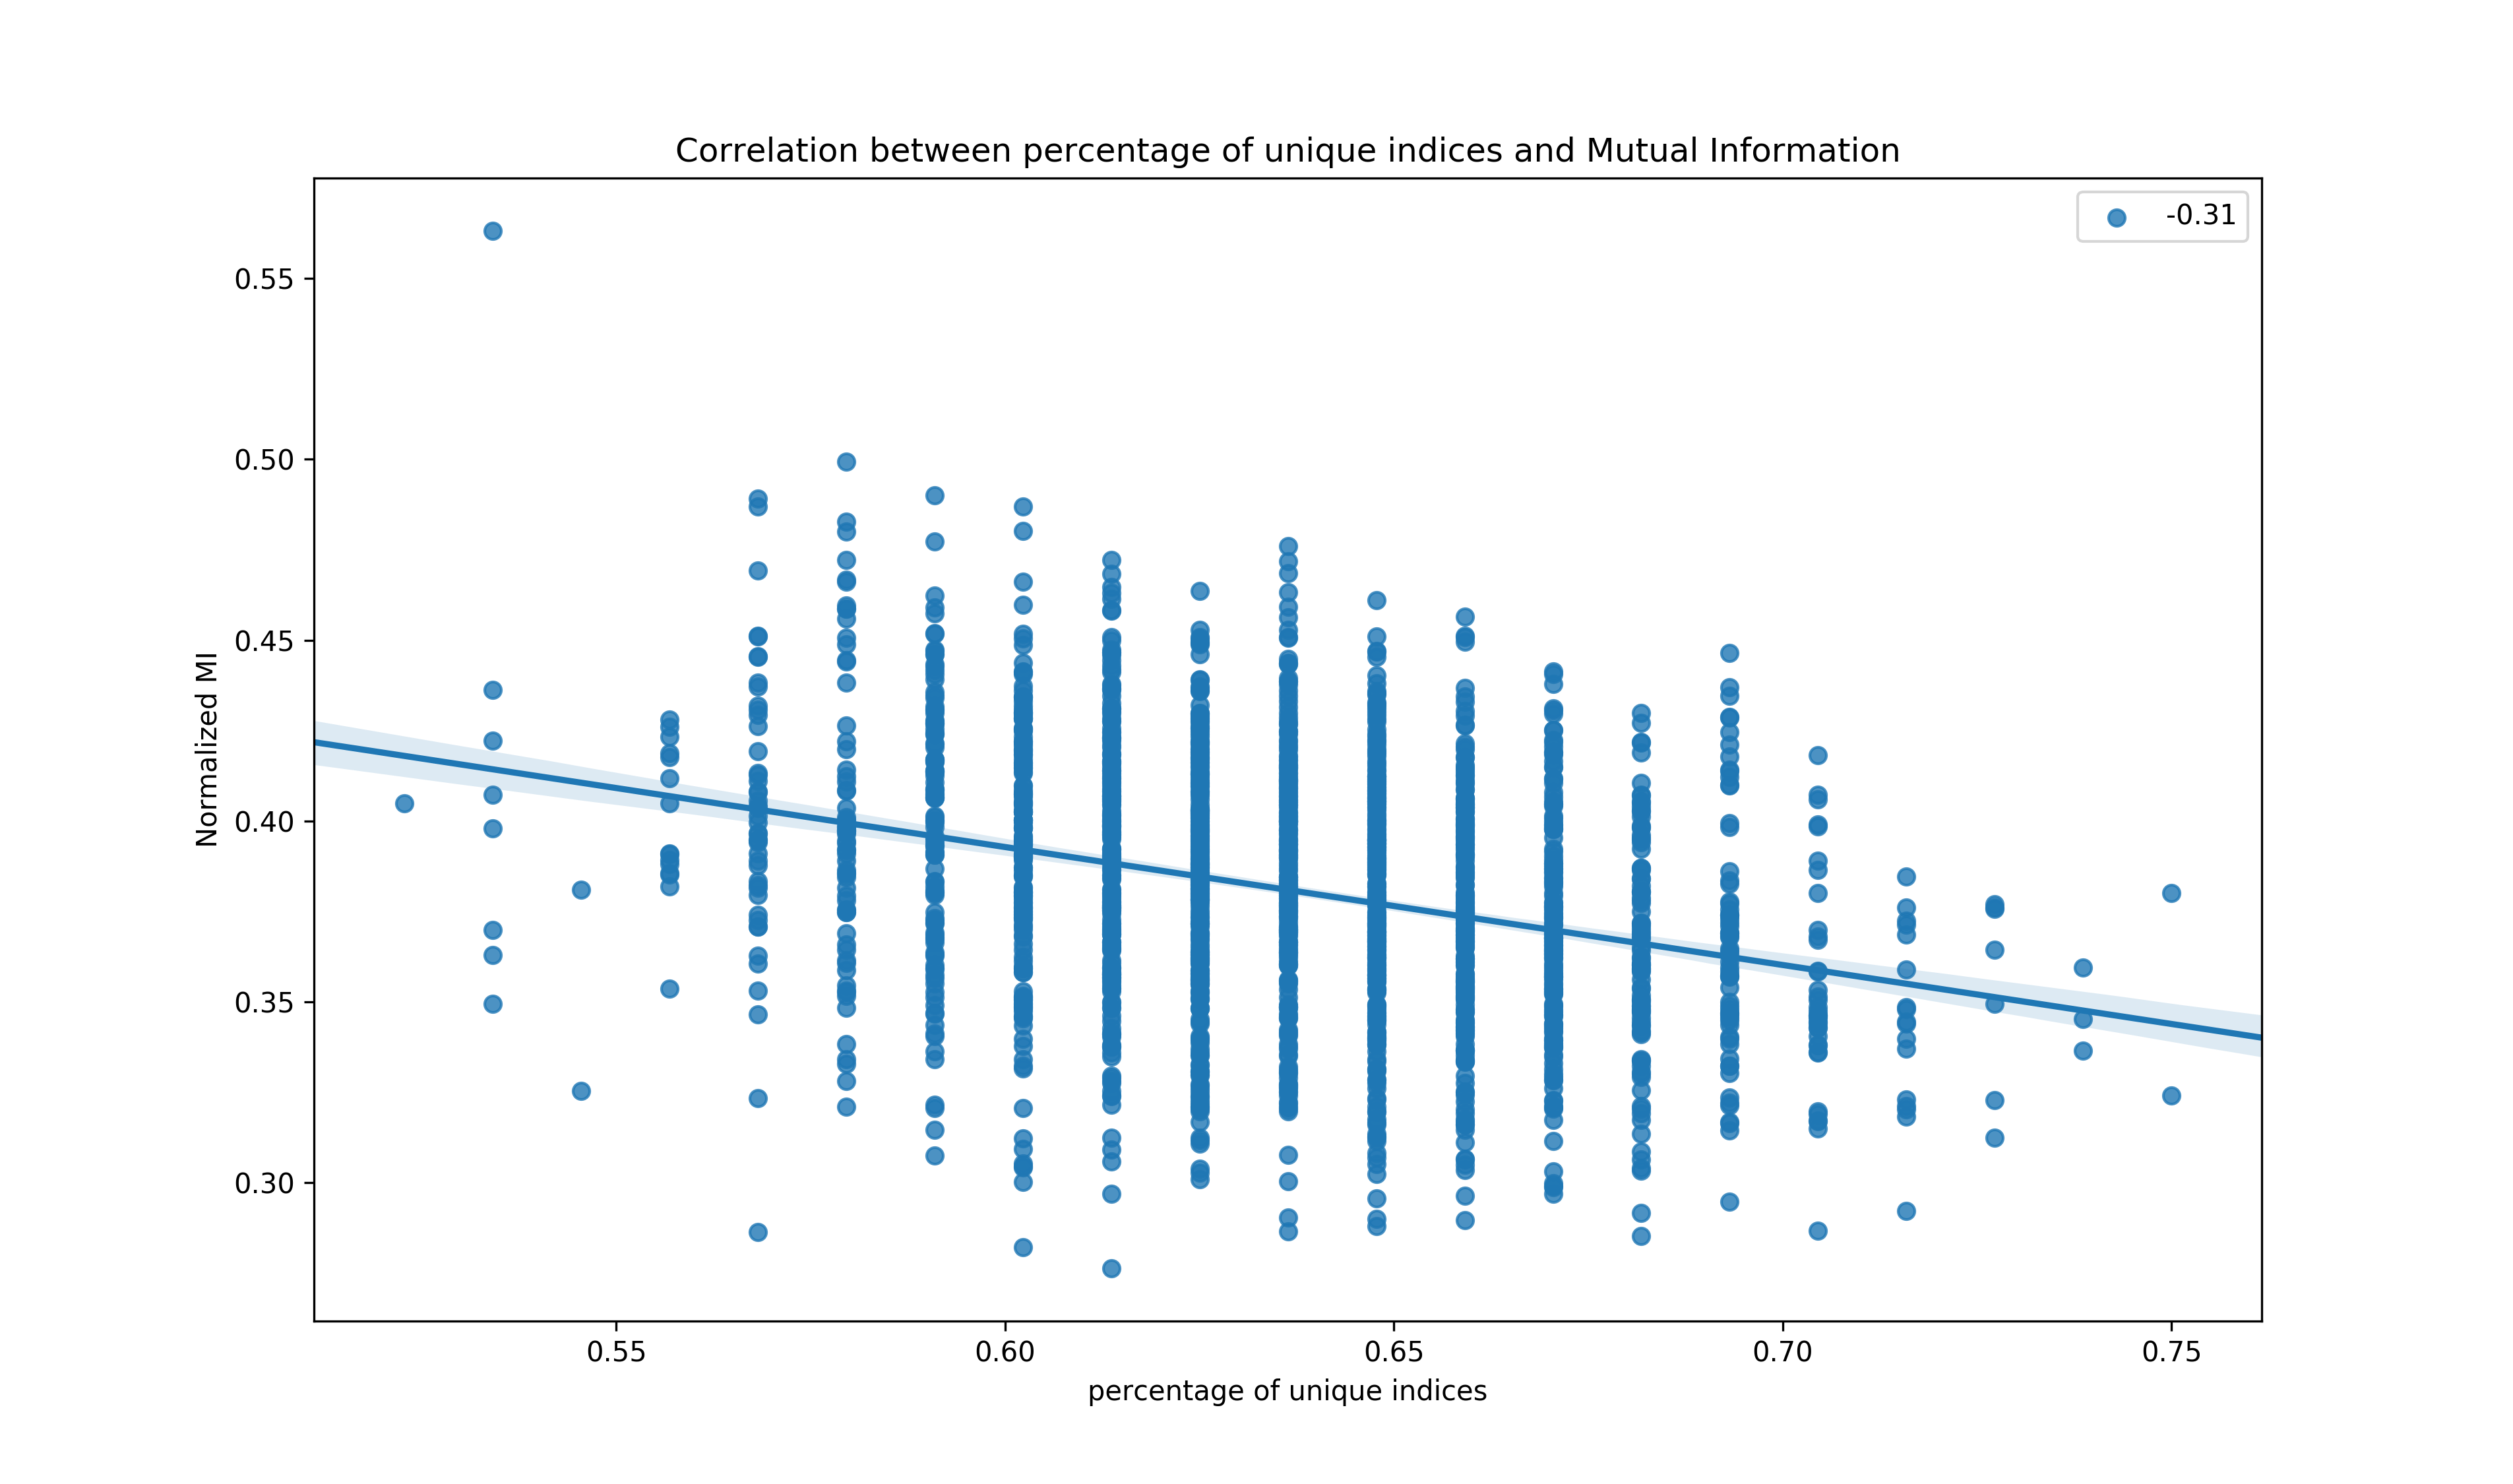 Correlation between percentage of unique indices and Mutual Information
-0.31
0.55
0.50
0.45
0.40
0.35
0.30
Normalized MI
0.55 0.60 0.65 0.70 0.75
percentage of unique indices